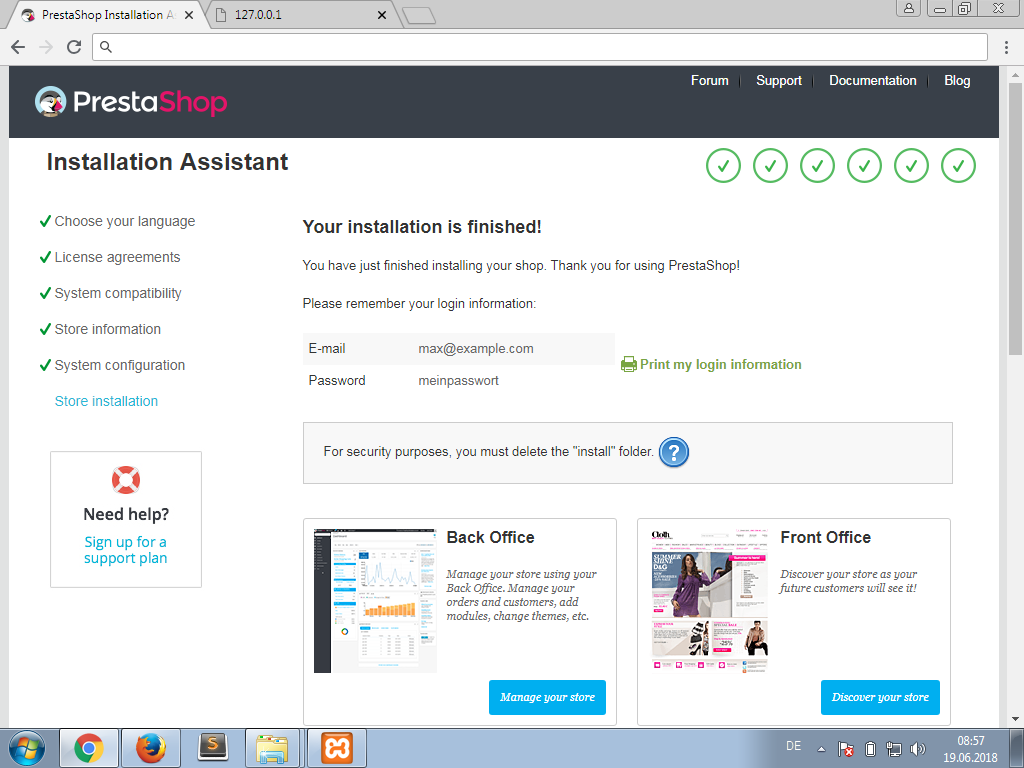 PrestaShop Installation A
127.0.0.1
Forum
Support
Documentation
Blog
PrestaShop
Installation Assistant
Choose your language
License agreements
System compatibility
Store information
System configuration
Store installation
Need help?
Sign up for a
support plan
Your installation is finished!
You have just finished installing your shop. Thank you for using PrestaShop!
Please remember your login information:
E-mail max@example.com
Password meinpasswort
Print my login information
For security purposes, you must delete the "install" folder. ?
Back Office
Manage your store using your
Back Office. Manage your
orders and customers, add
modules, change themes, etc.
Manage your store
Front Office
Discover your store as your
future customers will see it!
Discover your store
Cloth
SUMMER
D&G
DE
08:57
19.06.2018